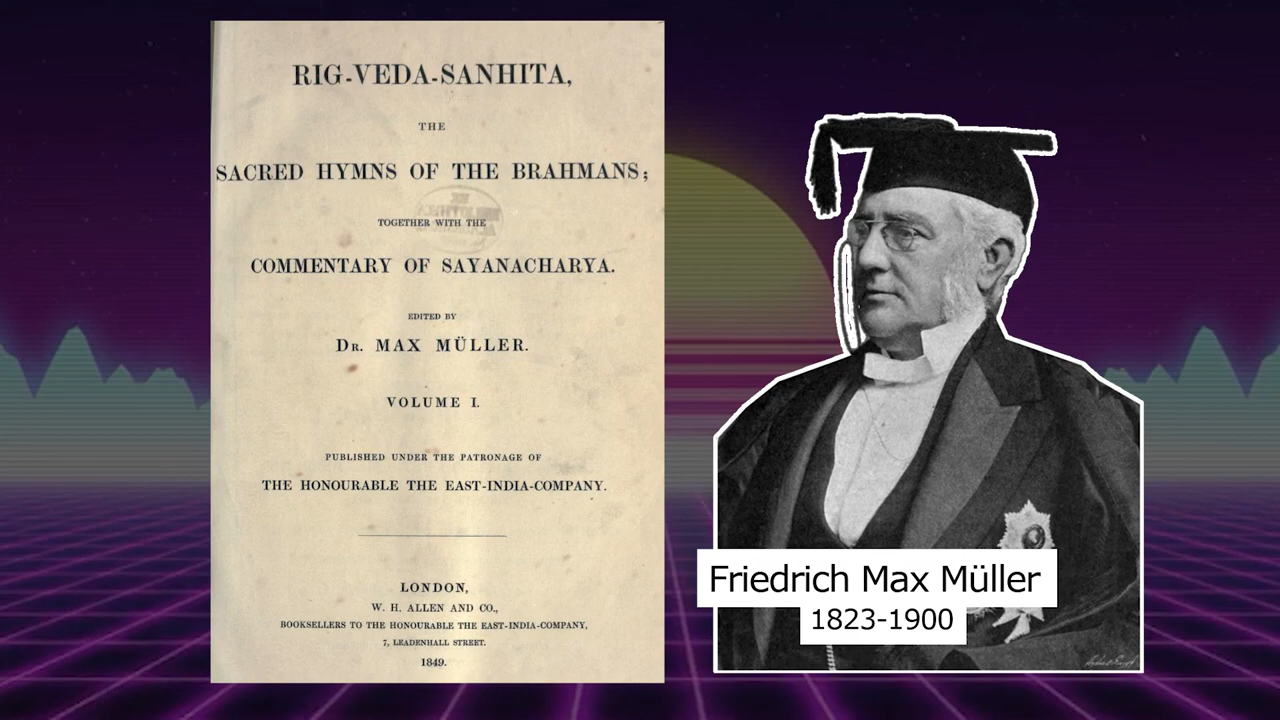 RIG-VEDA-SANHITA,
THE
SACRED HYMNS OF THE BRAHMANS;
TOGETHER WITH THE
COMMENTARY OF SAYANACHARYA.
EDITED BY
DR. MAX MÜLLER.
VOLUME I.
PUBLISHED UNDER THE PATRONAGE OF
THE HONOURABLE THE EAST-INDIA-COMPANY.
LONDON,
W. H. ALLEN AND CO.,
BOOKSELLERS TO THE HONOURABLE THE EAST-INDIA-COMPANY,
7, LEADENHALL STREET.
1849.
Friedrich Max Müller
1823-1900